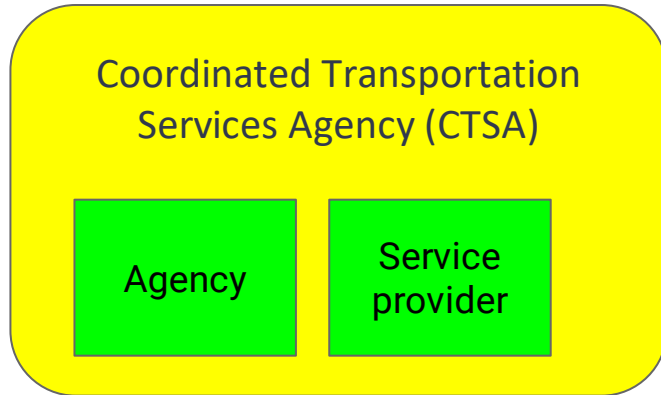 Coordinated Transportation
Services Agency (CTSA)
Agency
Service
provider